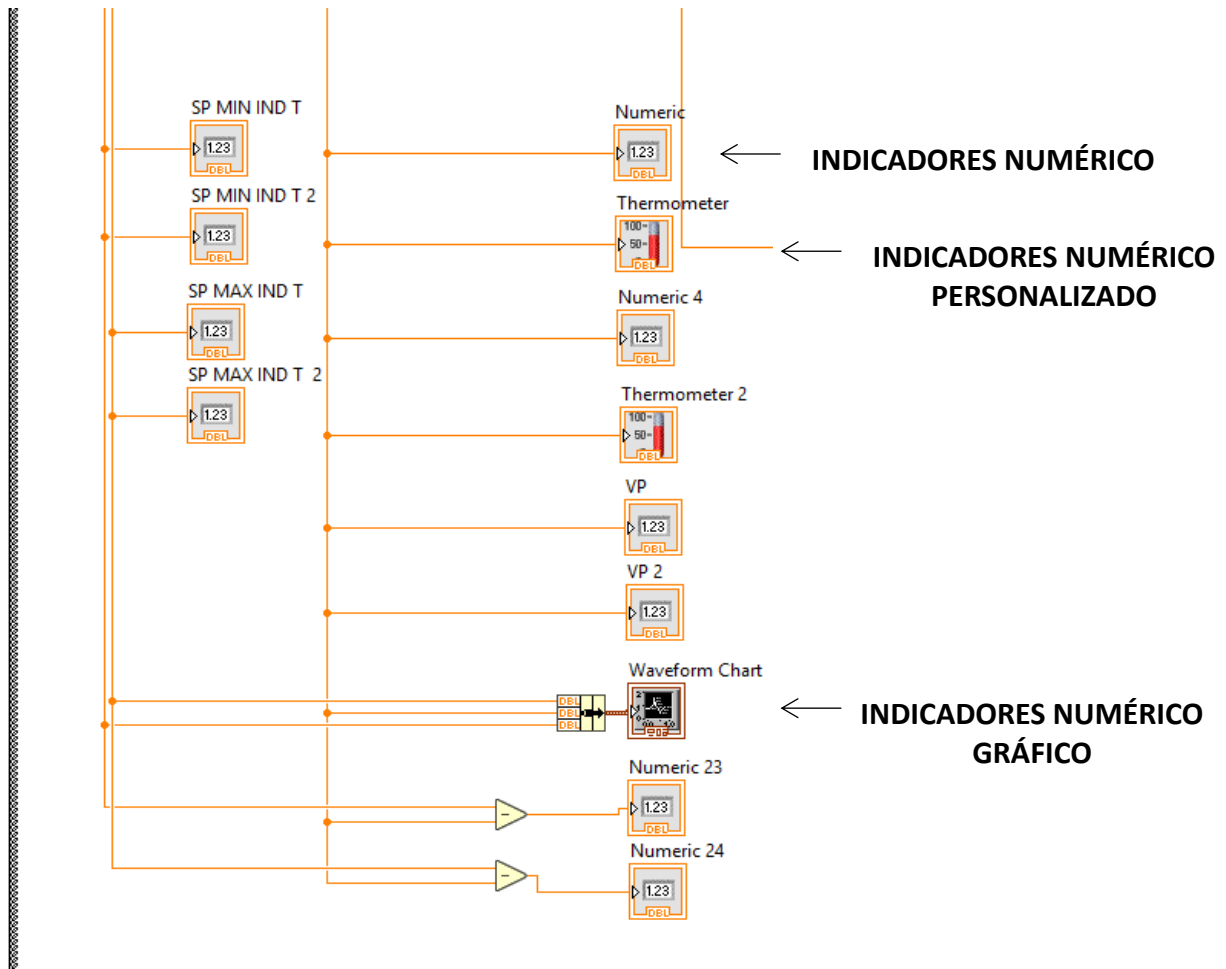 SP MIN IND T
1.23
DBL
SP MIN IND T 2
1.23
DBL
SP MAX IND T
1.23
DBL
SP MAX IND T  2
1.23
DBL
Numeric
1.23
DBL
INDICADORES NUMÉRICO
Thermometer
100-
50-
DBL
INDICADORES NUMÉRICO
PERSONALIZADO
Numeric 4
1.23
DBL
Thermometer 2
100-
50-
DBL
VP
1.23
DBL
VP 2
1.23
DBL
Waveform Chart
DBL
DBL
DBL
INDICADORES NUMÉRICO
GRÁFICO
Numeric 23
1.23
DBL
Numeric 24
1.23
DBL